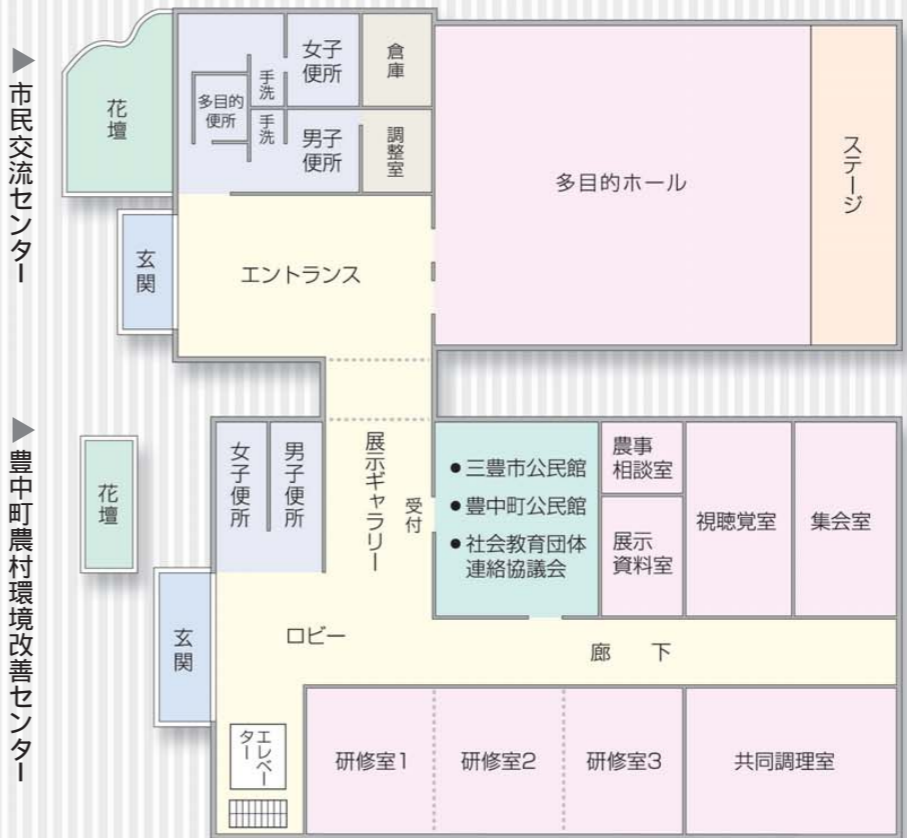 ▶市民交流センター
花壇
玄関
多目的
便所
手洗
手洗
女子
便所
男子
便所
倉庫
調整室
エントランス
多目的ホール
ステージ
▶豊中町農村環境改善センター
花壇
玄関
女子便所
男子便所
展示ギャラリー
受付
●三豊市公民館
●豊中町公民館
●社会教育団体
連絡協議会
農事
相談室
展示
資料室
視聴覚室
集会室
ロビー
廊下
エレベー
ター
研修室1
研修室2
研修室3
共同調理室